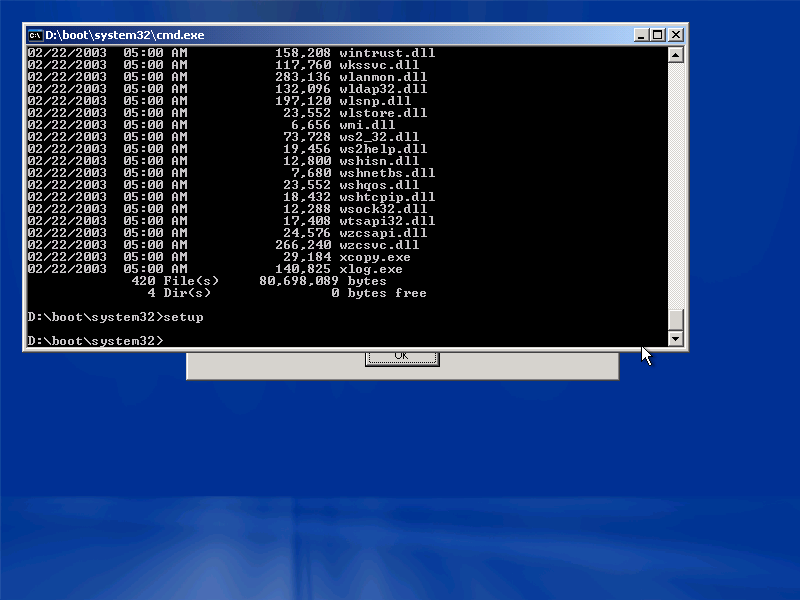 D:\boot\system32\cmd.exe
02/22/2003  05:00 AM           158,208 wintrust.dll
02/22/2003  05:00 AM           117,760 wkssvc.dll
02/22/2003  05:00 AM           283,136 wlanmon.dll
02/22/2003  05:00 AM           132,096 wldap32.dll
02/22/2003  05:00 AM           197,120 wlsnp.dll
02/22/2003  05:00 AM            23,552 wlstore.dll
02/22/2003  05:00 AM             6,656 wmi.dll
02/22/2003  05:00 AM            73,728 ws2_32.dll
02/22/2003  05:00 AM            19,456 ws2help.dll
02/22/2003  05:00 AM            12,800 wshisn.dll
02/22/2003  05:00 AM             7,680 wshnetbs.dll
02/22/2003  05:00 AM            23,552 wshqos.dll
02/22/2003  05:00 AM            18,432 wshtcpip.dll
02/22/2003  05:00 AM            12,288 wsock32.dll
02/22/2003  05:00 AM            17,408 wtsapi32.dll
02/22/2003  05:00 AM            24,576 wzcsapi.dll
02/22/2003  05:00 AM           266,240 wzcsvc.dll
02/22/2003  05:00 AM            29,184 xcopy.exe
02/22/2003  05:00 AM           140,825 xlog.exe
             420 File(s)     80,698,089 bytes
               4 Dir(s)               0 bytes free
D:\boot\system32>setup
D:\boot\system32>
OK